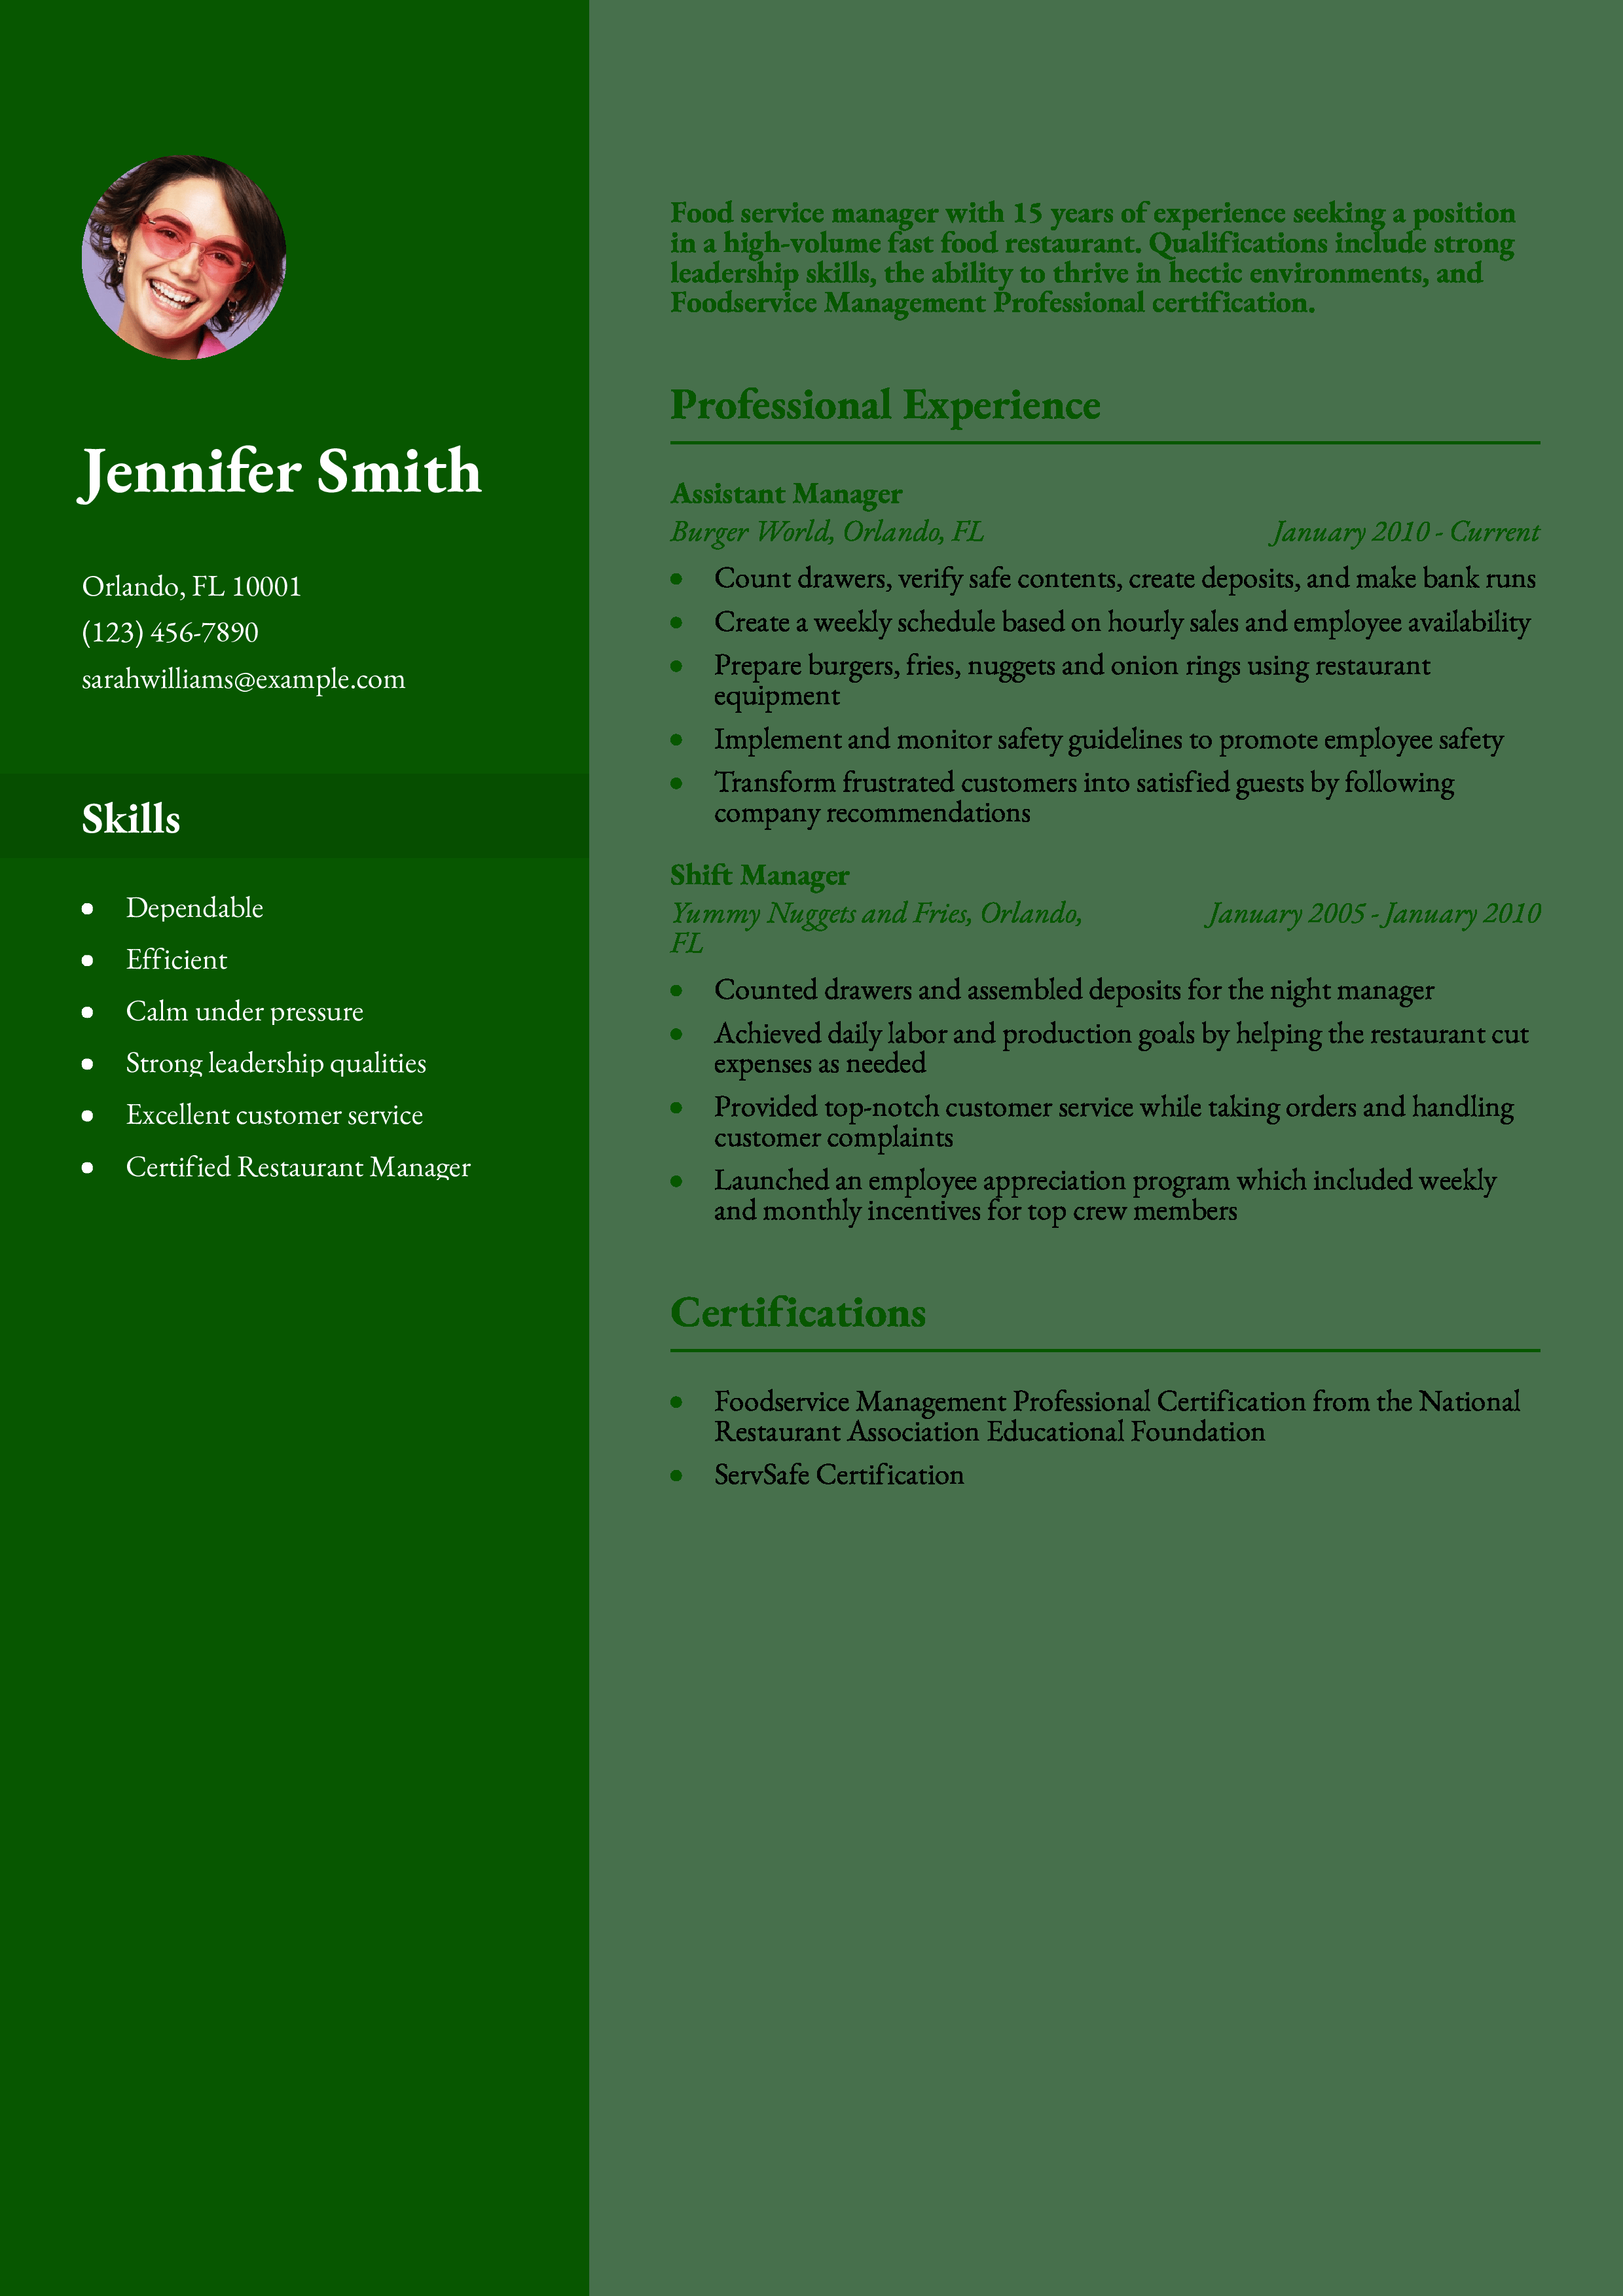 Jennifer Smith
Orlando, FL 10001
(123) 456-7890
sarahwilliams@example.com
Skills
Dependable
Efficient
Calm under pressure
Strong leadership qualities
Excellent customer service
Certified Restaurant Manager
Food service manager with 15 years of experience seeking a position
in a high-volume fast food restaurant. Qualifications include strong
leadership skills, the ability to thrive in hectic environments, and
Foodservice Management Professional certification.
Professional Experience
Assistant Manager
Burger World, Orlando, FL January 2010 - Current
Count drawers, verify safe contents, create deposits, and make bank runs
Create a weekly schedule based on hourly sales and employee availability
Prepare burgers, fries, nuggets and onion rings using restaurant
equipment
Implement and monitor safety guidelines to promote employee safety
Transform frustrated customers into satisfied guests by following
company recommendations
Shift Manager
Yummy Nuggets and Fries, Orlando, January 2005 - January 2010
FL
Counted drawers and assembled deposits for the night manager
Achieved daily labor and production goals by helping the restaurant cut
expenses as needed
Provided top-notch customer service while taking orders and handling
customer complaints
Launched an employee appreciation program which included weekly
and monthly incentives for top crew members
Certifications
Foodservice Management Professional Certification from the National
Restaurant Association Educational Foundation
ServSafe Certification